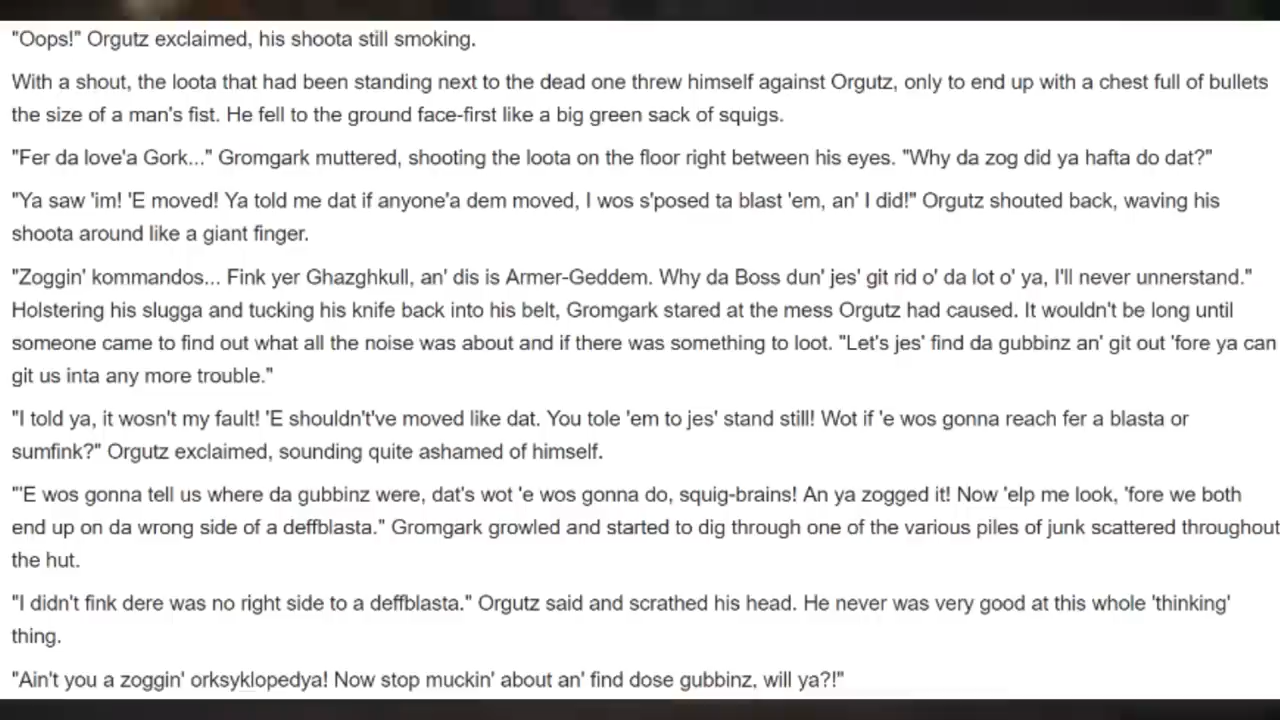 "Oops!" Orgutz exclaimed, his shoota still smoking.
With a shout, the loota that had been standing next to the dead one threw himself against Orgutz, only to end up with a chest full of bullets
the size of a man's fist. He fell to the ground face-first like a big green sack of squigs.
"Fer da love'a Gork..." Gromgark muttered, shooting the loota on the floor right between his eyes. "Why da zog did ya hafta do dat?"
"Ya saw 'im! 'E moved! Ya told me dat if anyone'a dem moved, I wos s'posed ta blast 'em, an' I did!" Orgutz shouted back, waving his
shoota around like a giant finger.
"Zoggin' kommandos... Fink yer Ghazghkull, an' dis is Armer-Geddem. Why da Boss dun' jes' git rid o' da lot o' ya, I'll never unnerstand."
Holstering his slugga and tucking his knife back into his belt, Gromgark stared at the mess Orgutz had caused. It wouldn't be long until
someone came to find out what all the noise was about and if there was something to loot. "Let's jes' find da gubbinz an' git out 'fore ya can
git us inta any more trouble."
"I told ya, it wosn't my fault! 'E shouldn't've moved like dat. You tole 'em to jes' stand still! Wot if 'e wos gonna reach fer a blasta or
sumfink?" Orgutz exclaimed, sounding quite ashamed of himself.
"'E wos gonna tell us where da gubbinz were, dat's wot 'e wos gonna do, squig-brains! An ya zogged it! Now 'elp me look, 'fore we both
end up on da wrong side of a deffblasta." Gromgark growled and started to dig through one of the various piles of junk scattered throughout
the hut.
"I didn't fink dere was no right side to a deffblasta." Orgutz said and scrathed his head. He never was very good at this whole 'thinking'
thing.
"Ain't you a zoggin' orksyklopedya! Now stop muckin' about an' find dose gubbinz, will ya?!"